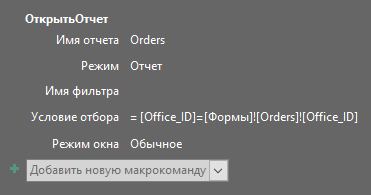 ОткрытьОтчет
Имя отчета Orders
Режим Отчет
Имя фильтра
Условие отбора = [Office_ID]=[Формы]![Orders]![Office_ID]
Режим окна Обычное
Добавить новую макрокоманду